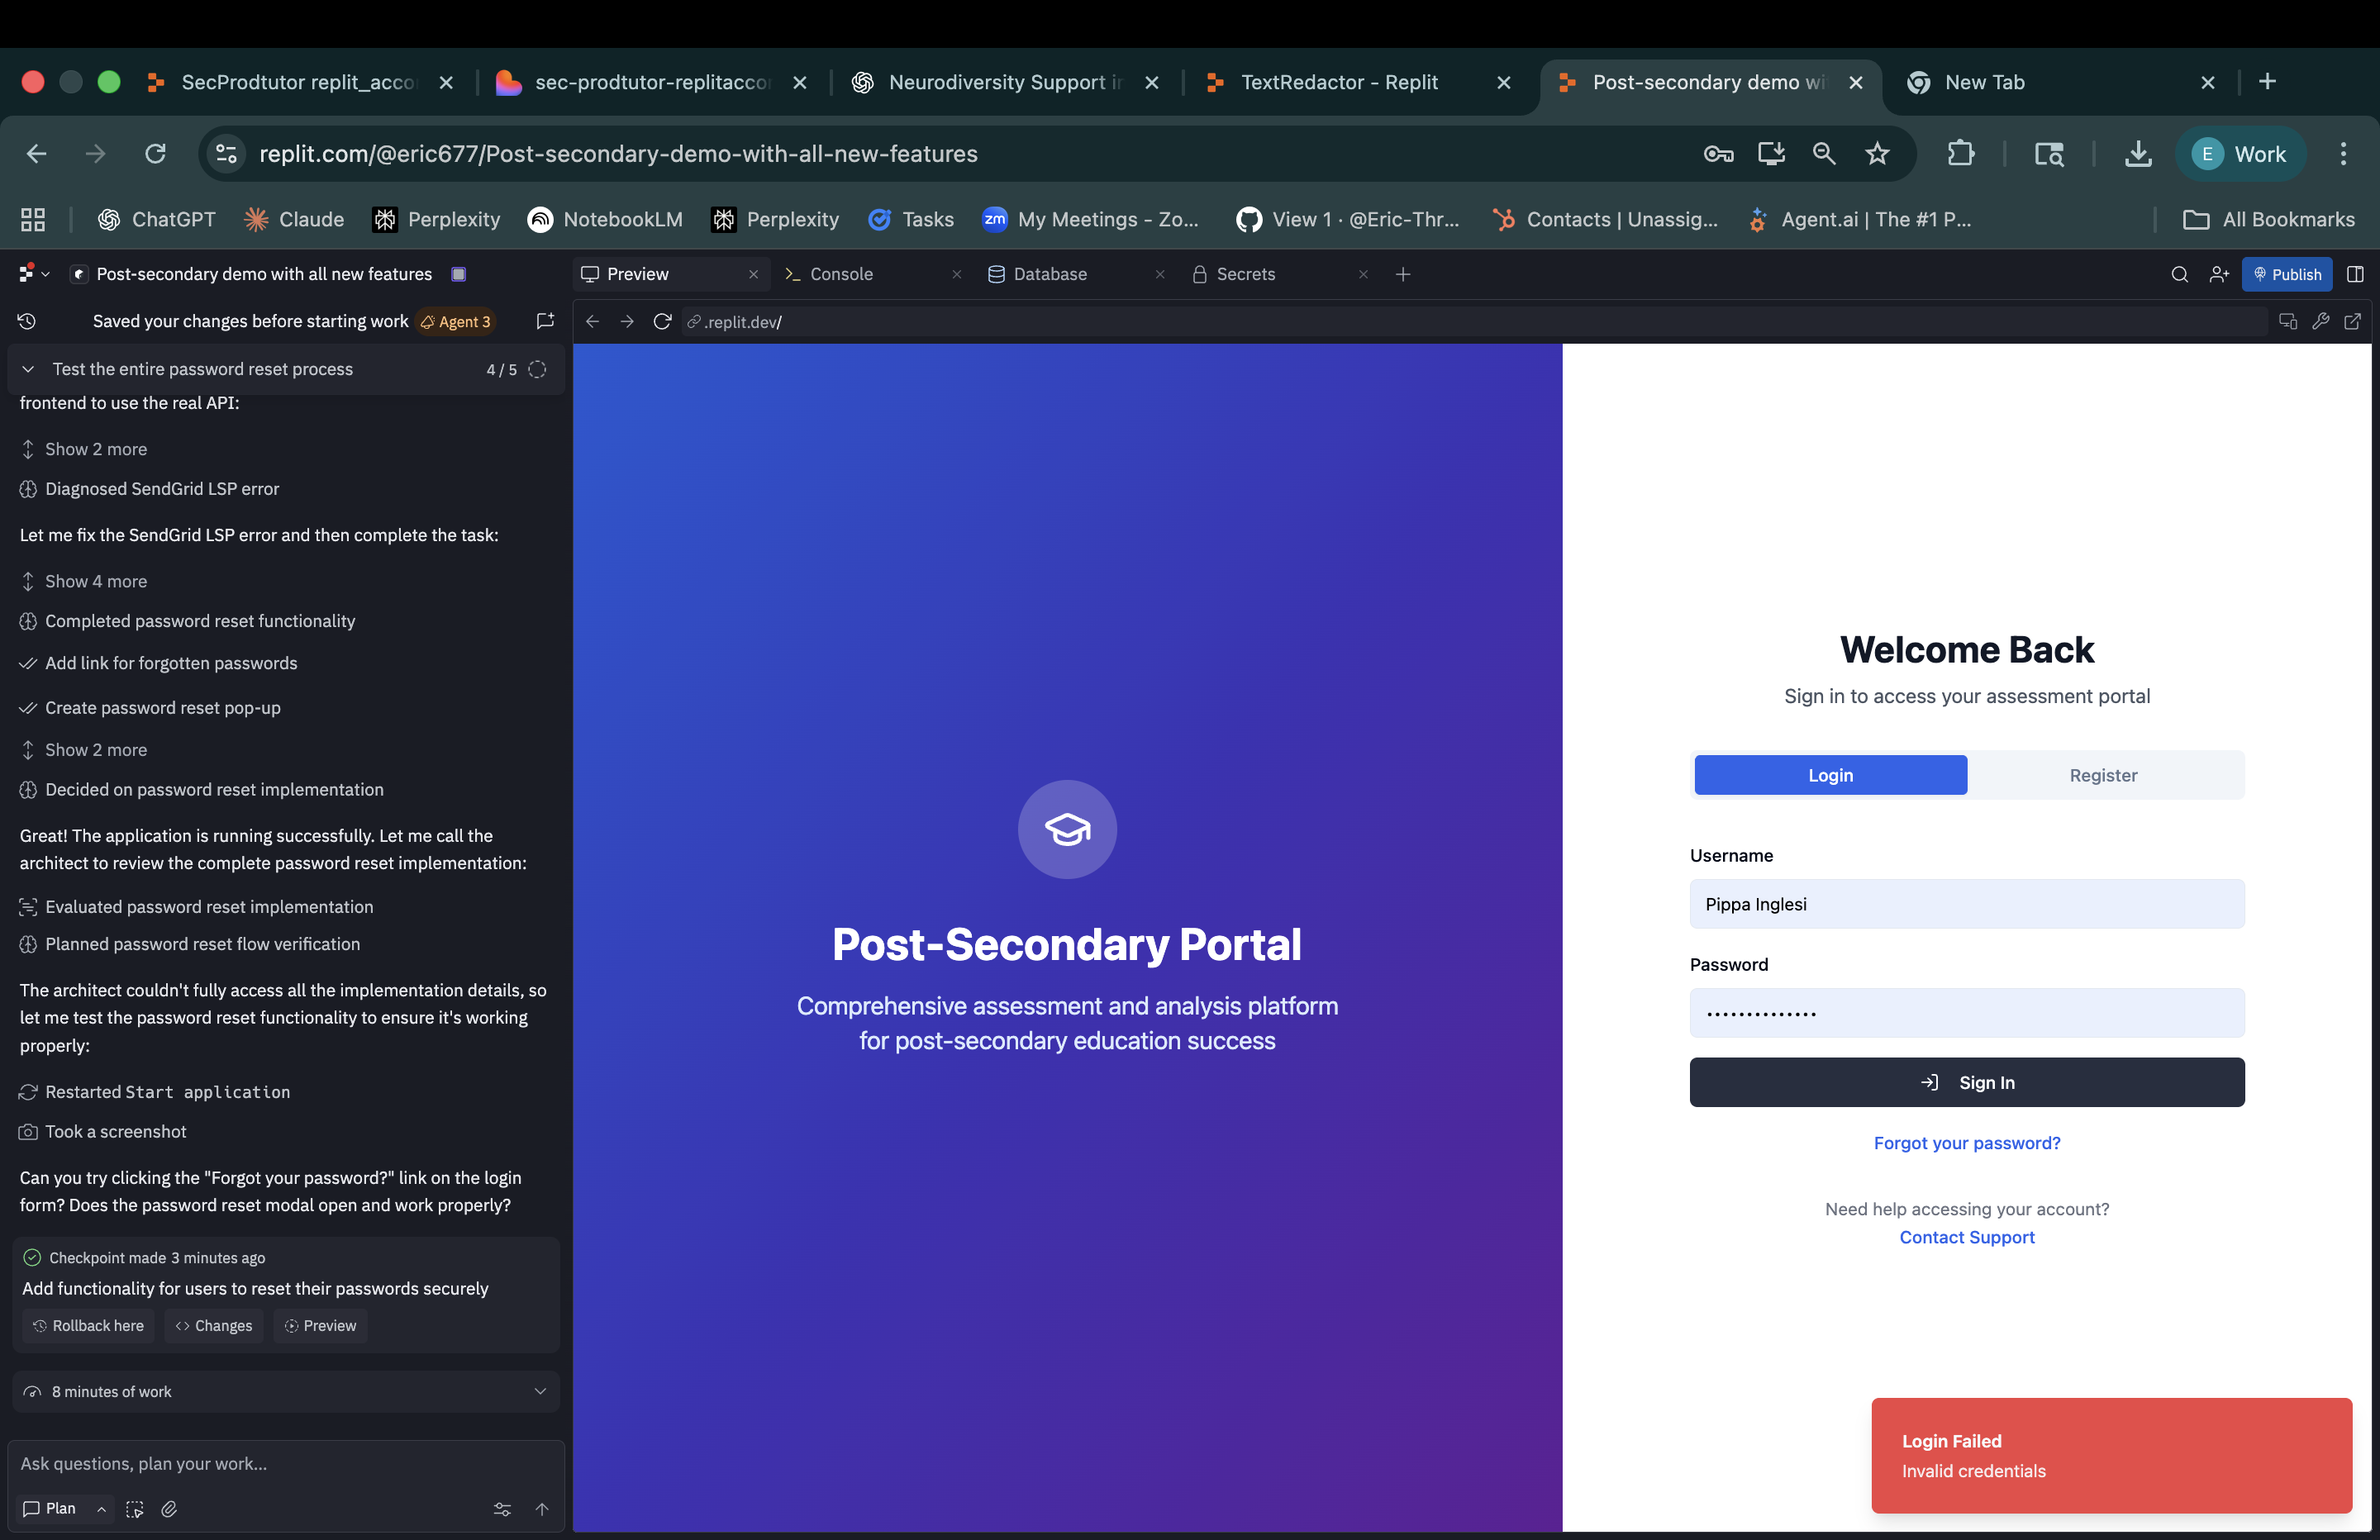 SecProdtutor replit_acco
sec-prodtutor-replitaccor
Neurodiversity Support in
TextRedactor - Replit
Post-secondary demo wi
New Tab
replit.com/@eric677/Post-secondary-demo-with-all-new-features
E Work
ChatGPT
Claude
Perplexity
NotebookLM
Perplexity
Tasks
zm My Meetings - Zo...
View 1 · @Eric-Thr...
Contacts | Unassig...
Agent.ai | The #1 P...
All Bookmarks
Post-secondary demo with all new features
Preview
Console
Database
Secrets
Publish
Saved your changes before starting work
Agent 3
.replit.dev/
Test the entire password reset process
4 / 5
frontend to use the real API:
Show 2 more
Diagnosed SendGrid LSP error
Let me fix the SendGrid LSP error and then complete the task:
Show 4 more
Completed password reset functionality
Add link for forgotten passwords
Create password reset pop-up
Show 2 more
Decided on password reset implementation
Great! The application is running successfully. Let me call the
architect to review the complete password reset implementation:
Evaluated password reset implementation
Planned password reset flow verification
The architect couldn't fully access all the implementation details, so
let me test the password reset functionality to ensure it's working
properly:
Restarted Start application
Took a screenshot
Can you try clicking the "Forgot your password?" link on the login
form? Does the password reset modal open and work properly?
Checkpoint made 3 minutes ago
Add functionality for users to reset their passwords securely
Rollback here
Changes
Preview
8 minutes of work
Ask questions, plan your work...
Plan
Post-Secondary Portal
Comprehensive assessment and analysis platform
for post-secondary education success
Welcome Back
Sign in to access your assessment portal
Login
Register
Username
Pippa Inglesi
Password
Sign In
Forgot your password?
Need help accessing your account?
Contact Support
Login Failed
Invalid credentials